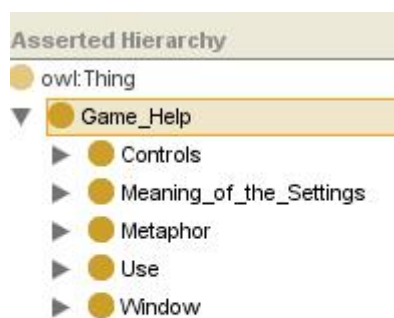 Asserted Hierarchy
owl:Thing
Game_Help
Controls
Meaning_of_the_Settings
Metaphor
Use
Window